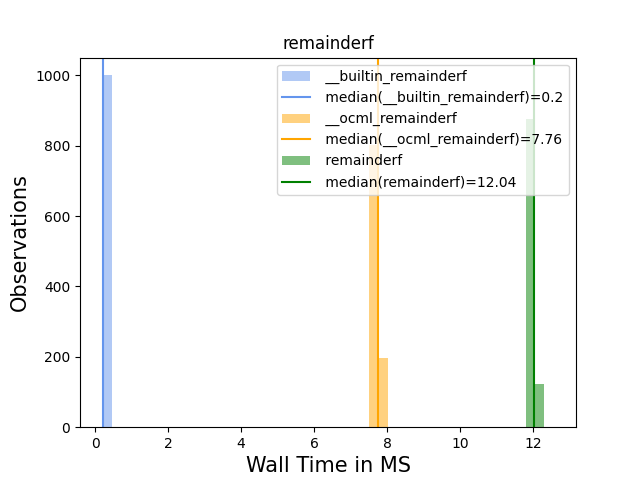 remainderf
__builtin_remainderf
median(__builtin_remainderf)=0.2
__ocml_remainderf
median(__ocml_remainderf)=7.76
remainderf
median(remainderf)=12.04
Observations
1000
800
600
400
200
0
0 2 4 6 8 10 12
Wall Time in MS